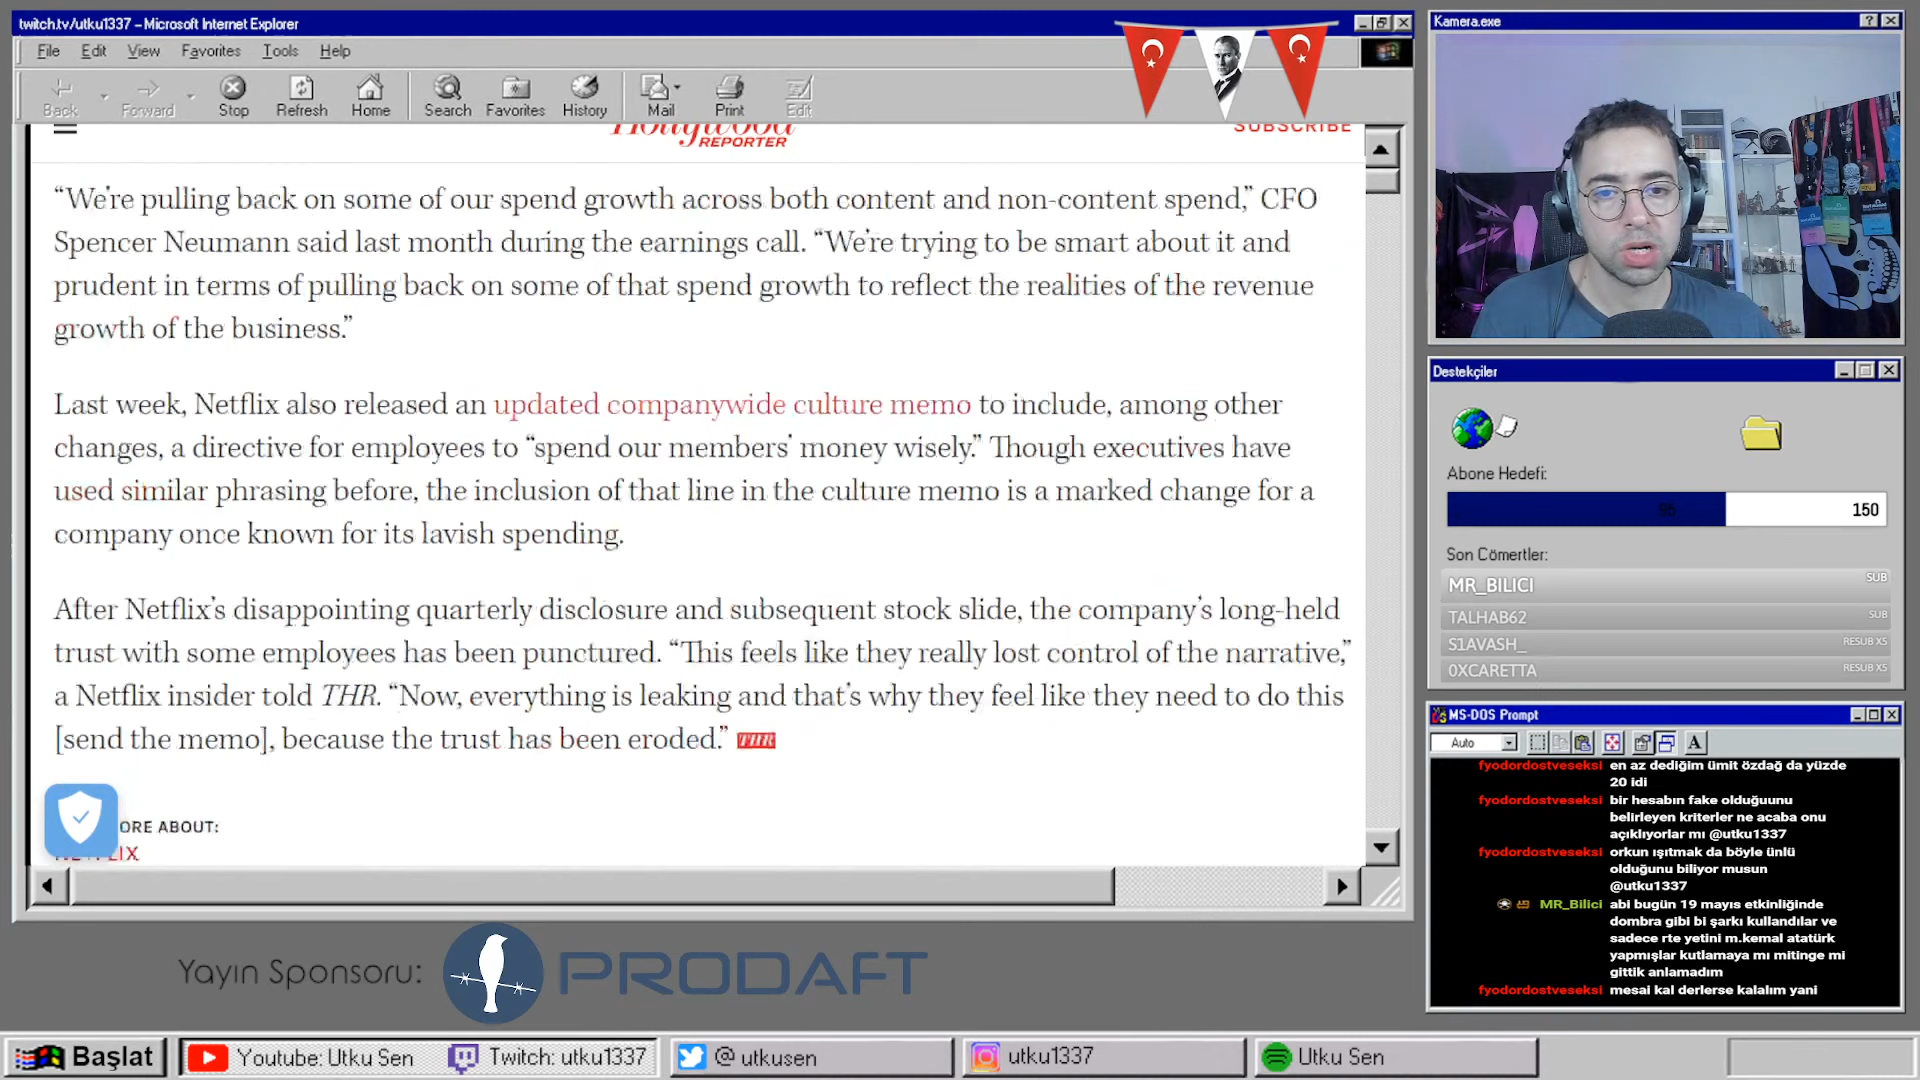 twitch.tv/utku1337 – Microsoft Internet Explorer
File Edit View Favorites Tools Help
Back Forward Stop Refresh Home Search Favorites History Mail Print Edit
Hollywood
REPORTER
SUBSCRIBE
“We’re pulling back on some of our spend growth across both content and non-content spend,” CFO
Spencer Neumann said last month during the earnings call. “We’re trying to be smart about it and
prudent in terms of pulling back on some of that spend growth to reflect the realities of the revenue
growth of the business.”
Last week, Netflix also released an updated companywide culture memo to include, among other
changes, a directive for employees to “spend our members’ money wisely.” Though executives have
used similar phrasing before, the inclusion of that line in the culture memo is a marked change for a
company once known for its lavish spending.
After Netflix’s disappointing quarterly disclosure and subsequent stock slide, the company’s long-held
trust with some employees has been punctured. “This feels like they really lost control of the narrative,”
a Netflix insider told THR. “Now, everything is leaking and that’s why they feel like they need to do this
[send the memo], because the trust has been eroded.” THR
ORE ABOUT:
Yayın Sponsoru: PRODAFT
Kamera.exe
Destekçiler
Abone Hedefi:
150
Son Cömertler:
MR_BILICI SUB
TALHAB62 SUB
S1AVASH_ RESUB X5
0XCARETTA RESUB X5
MS-DOS Prompt
Auto
A
fyodordostveseksi en az dediğim ümit özdağ da yüzde
20 idi
fyodordostveseksi bir hesabın fake olduğuunu
belirleyen kriterler ne acaba onu
açıklıyorlar mı @utku1337
fyodordostveseksi orkun ışıtmak da böyle ünlü
olduğunu biliyor musun
@utku1337
MR_Bilici abi bugün 19 mayıs etkinliğinde
dombra gibi bi şarkı kullandılar ve
sadece rte yetini m.kemal atatürk
yapmışlar kutlamaya mı mitinge mi
gittik anlamadım
fyodordostveseksi mesai kal derlerse kalalım yani
Başlat Youtube: Utku Sen Twitch: utku1337 @ utkusen utku1337 Utku Sen